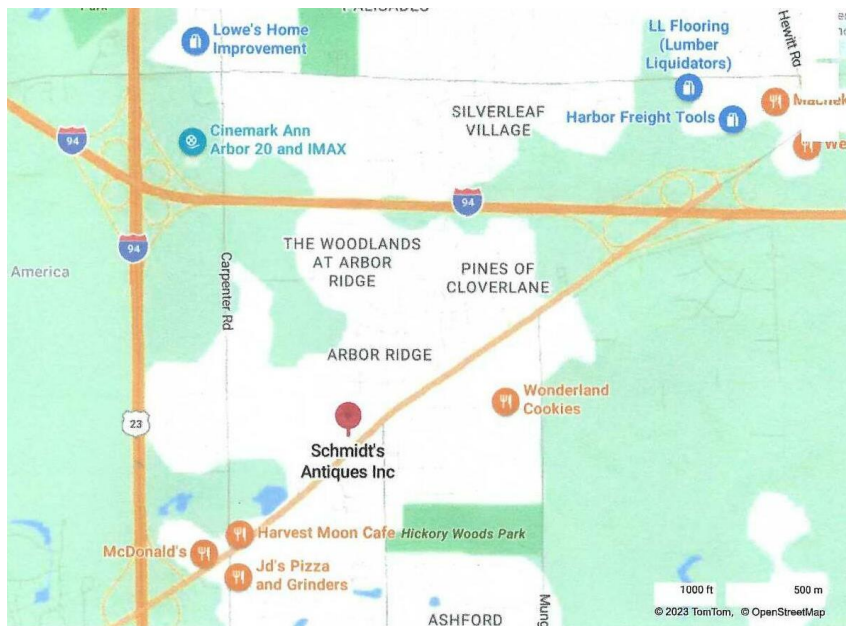 Park
PALISADES
Lowe's Home
Improvement
LL Flooring
(Lumber
Liquidators)
Hewitt Rd
94
Cinemark Ann
Arbor 20 and IMAX
SILVERLEAF
VILLAGE
Harbor Freight Tools
94
94
America
Carpenter Rd
THE WOODLANDS
AT ARBOR
RIDGE
PINES OF
CLOVERLANE
ARBOR RIDGE
Wonderland
Cookies
23
Schmidt's
Antiques Inc
Harvest Moon Cafe
Hickory Woods Park
McDonald's
Jd's Pizza
and Grinders
ASHFORD
Mung
1000 ft
500 m
© 2023 TomTom, © OpenStreetMap